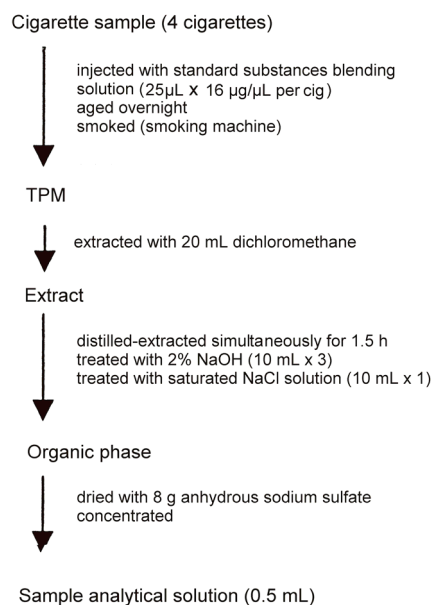 Cigarette sample (4 cigarettes)
injected with standard substances blending
solution (25µL x 16 µg/µL per cig)
aged overnight
smoked (smoking machine)
TPM
extracted with 20 mL dichloromethane
Extract
distilled-extracted simultaneously for 1.5 h
treated with 2% NaOH (10 mL x 3)
treated with saturated NaCl solution (10 mL x 1)
Organic phase
dried with 8 g anhydrous sodium sulfate
concentrated
Sample analytical solution (0.5 mL)